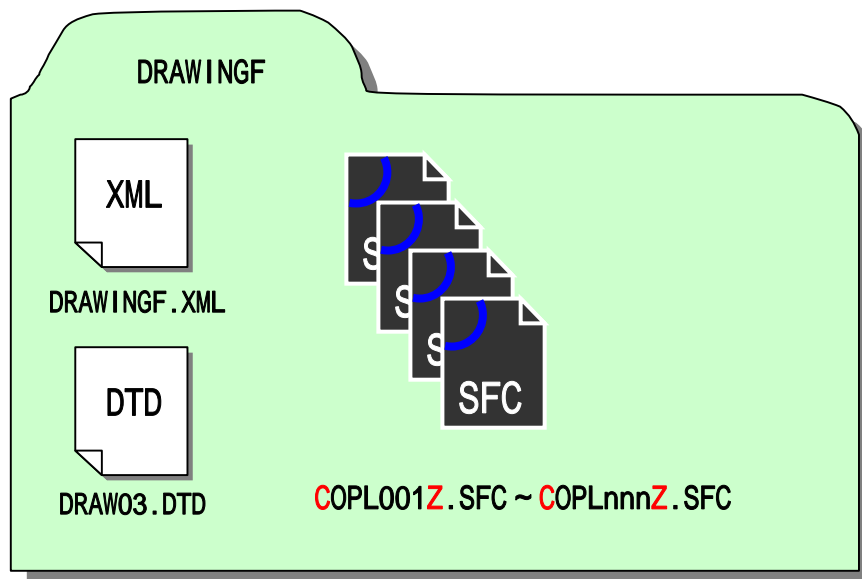 DRAWINGF
XML
DRAWINGF.XML
DTD
DRAW03.DTD
S
S
S
SFC
COPL001Z.SFC～COPLnnnZ.SFC